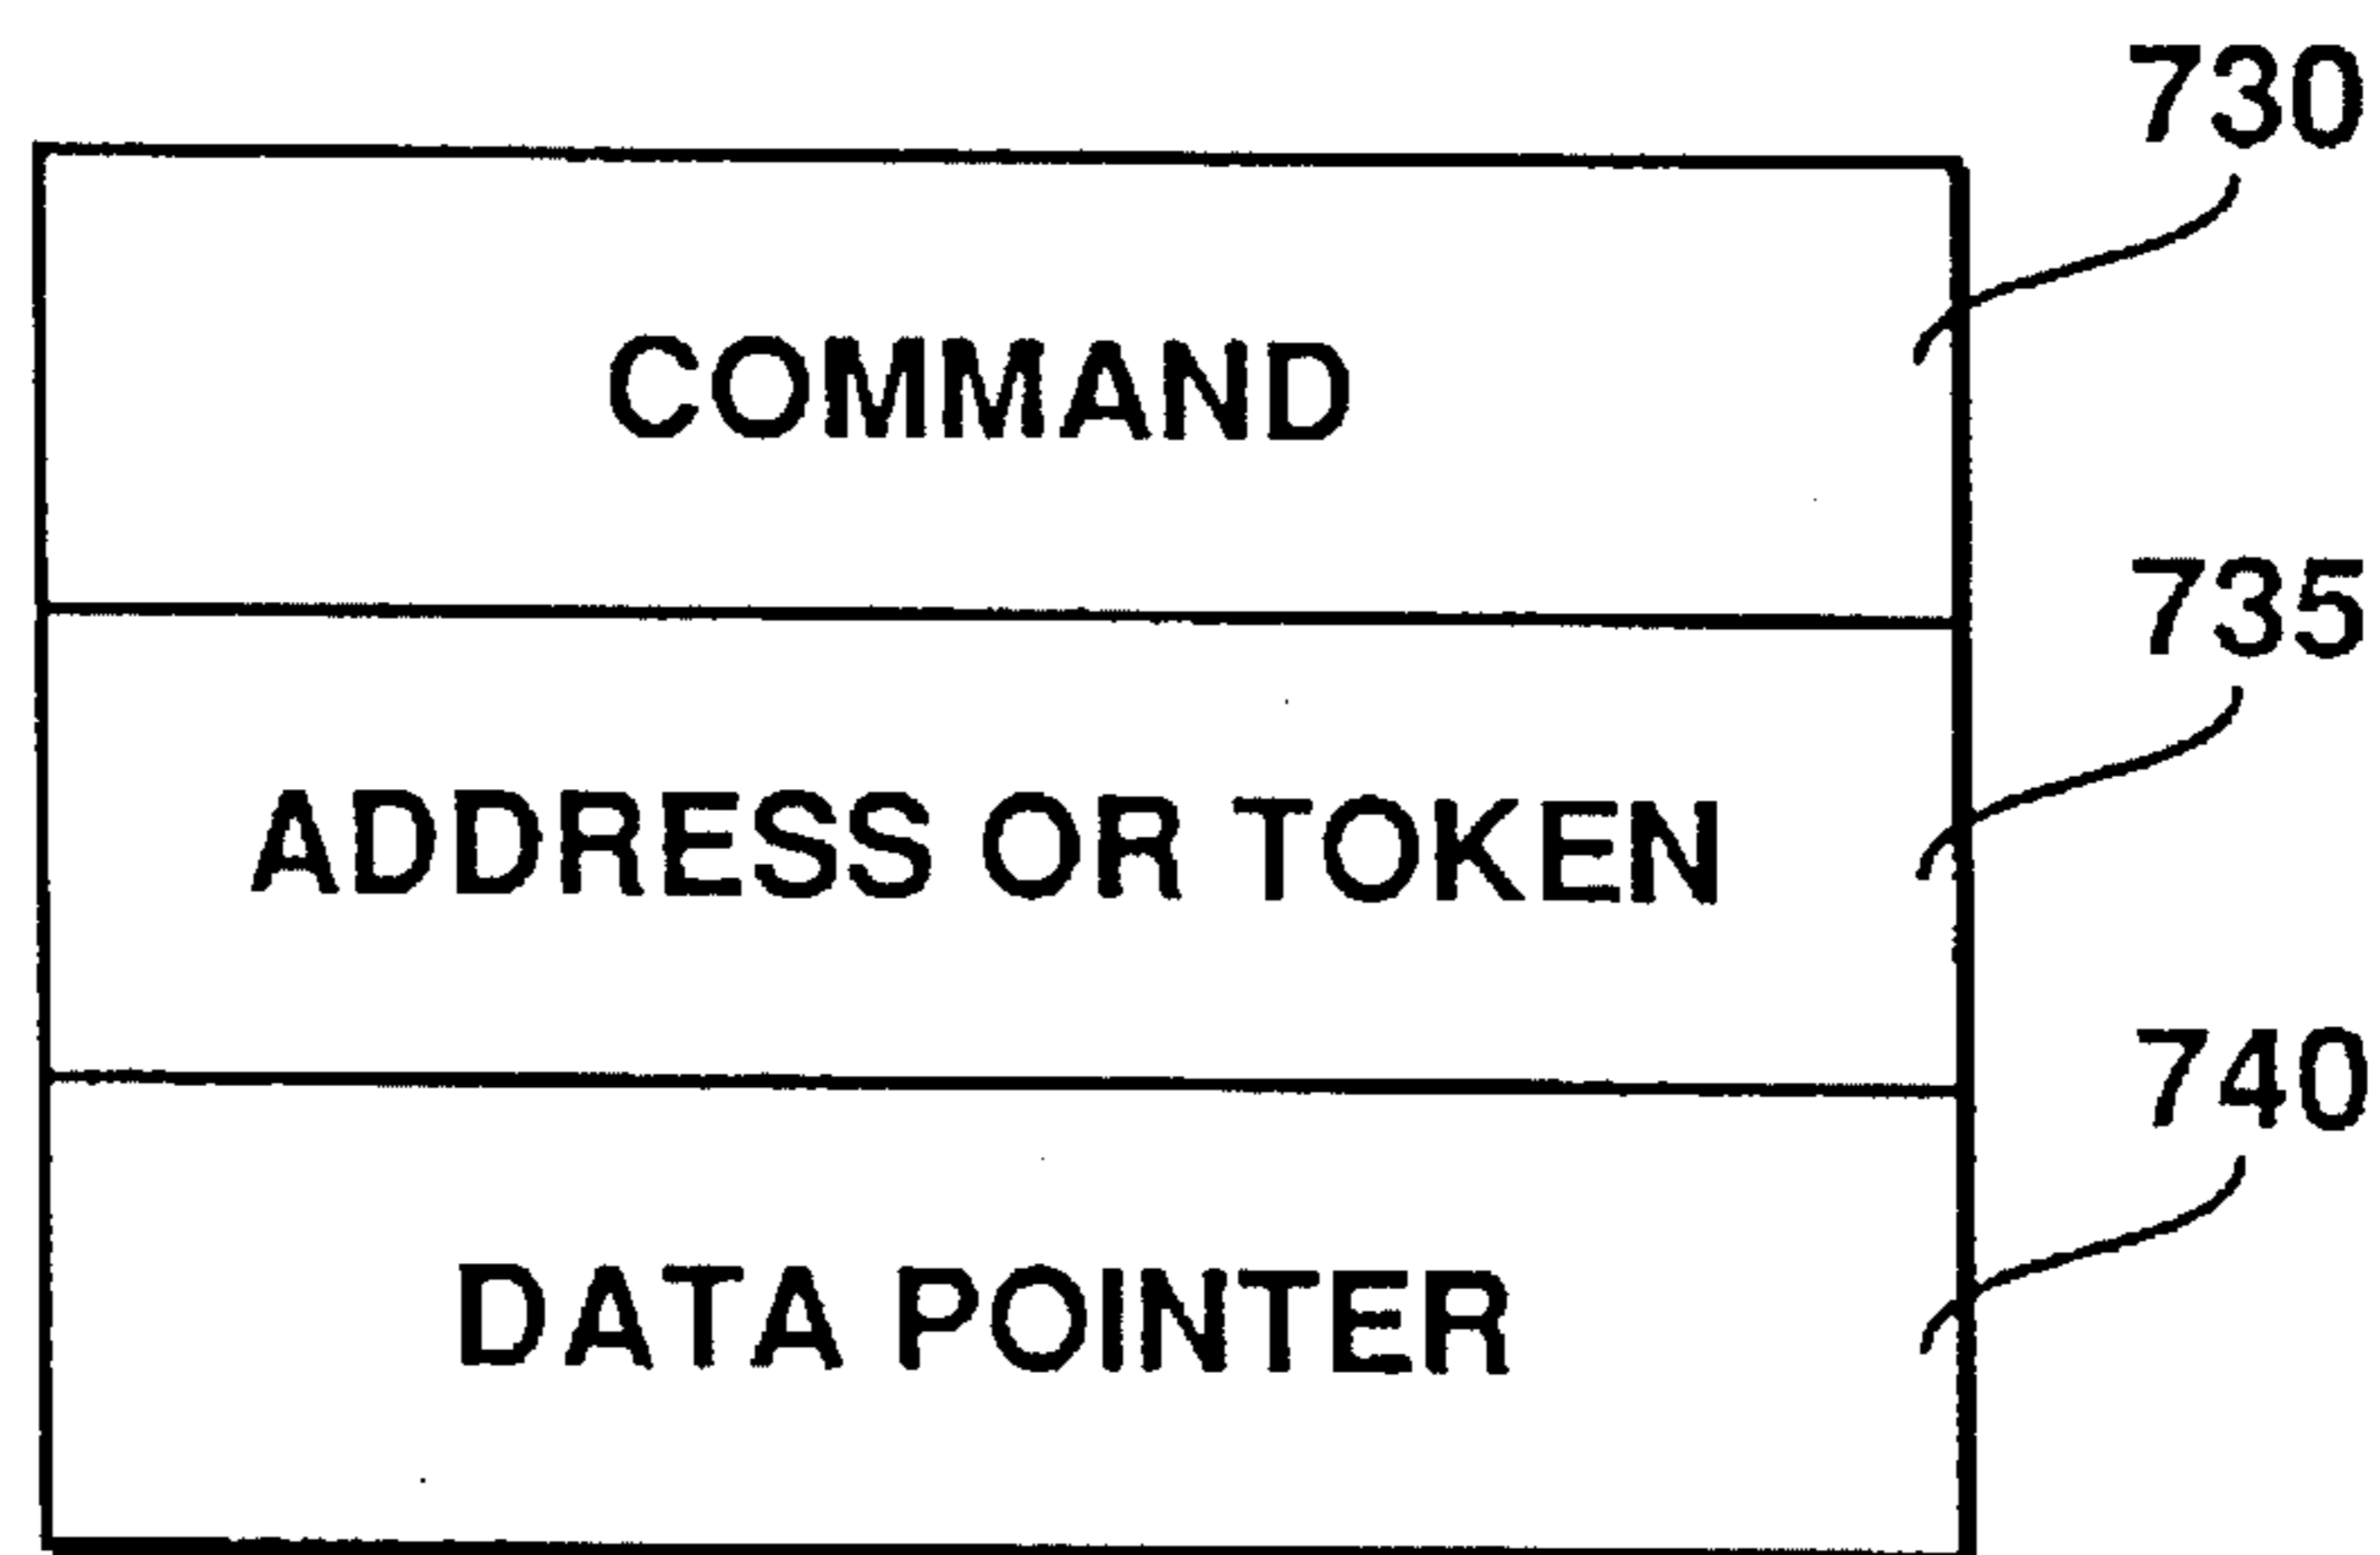 730
COMMAND
735
ADDRESS OR TOKEN
740
DATA POINTER